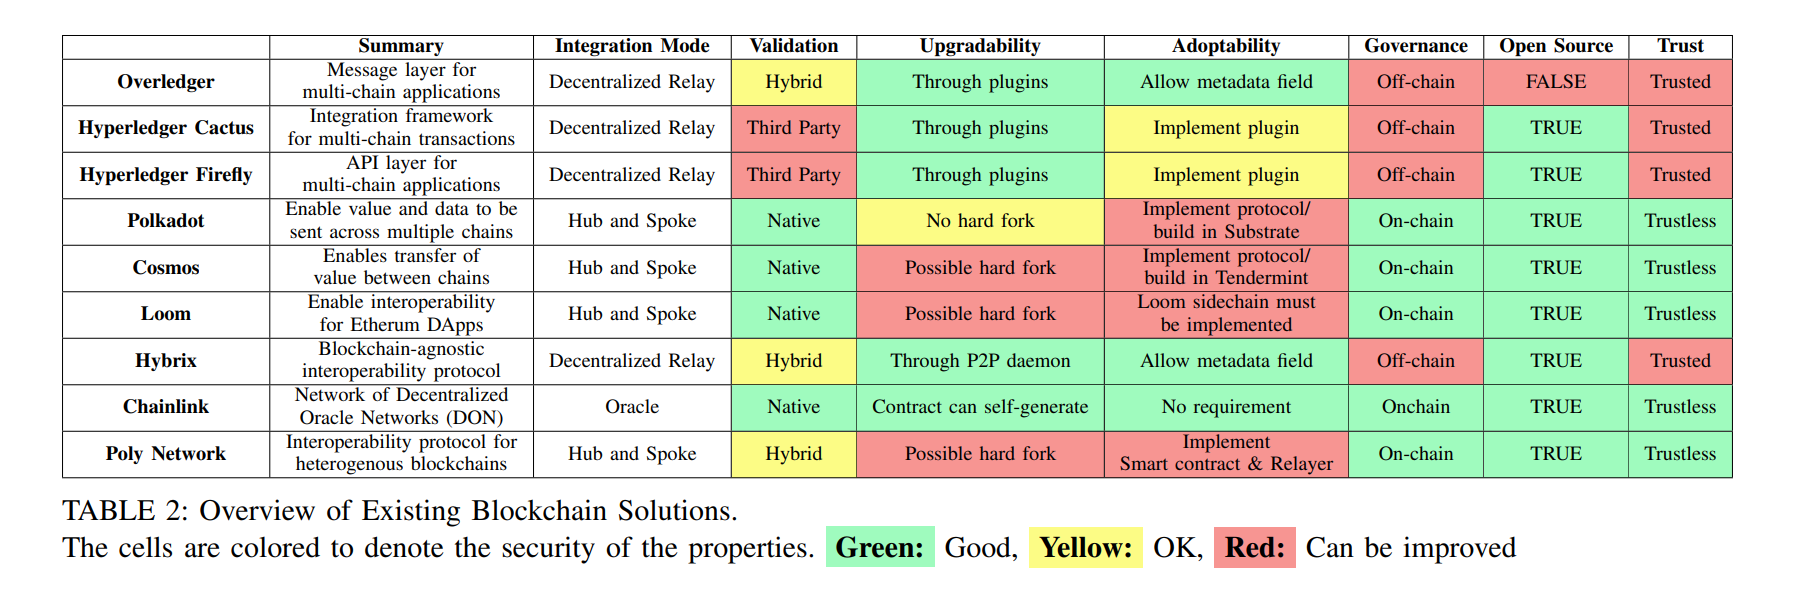 Summary Integration Mode Validation Upgradability Adoptability Governance Open Source Trust
Overledger Message layer for multi-chain applications Decentralized Relay Hybrid Through plugins Allow metadata field Off-chain FALSE Trusted
Hyperledger Cactus Integration framework for multi-chain transactions Decentralized Relay Third Party Through plugins Implement plugin Off-chain TRUE Trusted
Hyperledger Firefly API layer for multi-chain applications Decentralized Relay Third Party Through plugins Implement plugin Off-chain TRUE Trusted
Polkadot Enable value and data to be sent across multiple chains Hub and Spoke Native No hard fork Implement protocol/ build in Substrate On-chain TRUE Trustless
Cosmos Enables transfer of value between chains Hub and Spoke Native Possible hard fork Implement protocol/ build in Tendermint On-chain TRUE Trustless
Loom Enable interoperability for Etherum DApps Hub and Spoke Native Possible hard fork Loom sidechain must be implemented On-chain TRUE Trustless
Hybrix Blockchain-agnostic interoperability protocol Decentralized Relay Hybrid Through P2P daemon Allow metadata field Off-chain TRUE Trusted
Chainlink Network of Decentralized Oracle Networks (DON) Oracle Native Contract can self-generate No requirement Onchain TRUE Trustless
Poly Network Interoperability protocol for heterogenous blockchains Hub and Spoke Hybrid Possible hard fork Implement Smart contract & Relayer On-chain TRUE Trustless
TABLE 2: Overview of Existing Blockchain Solutions.
The cells are colored to denote the security of the properties. Green: Good, Yellow: OK, Red: Can be improved